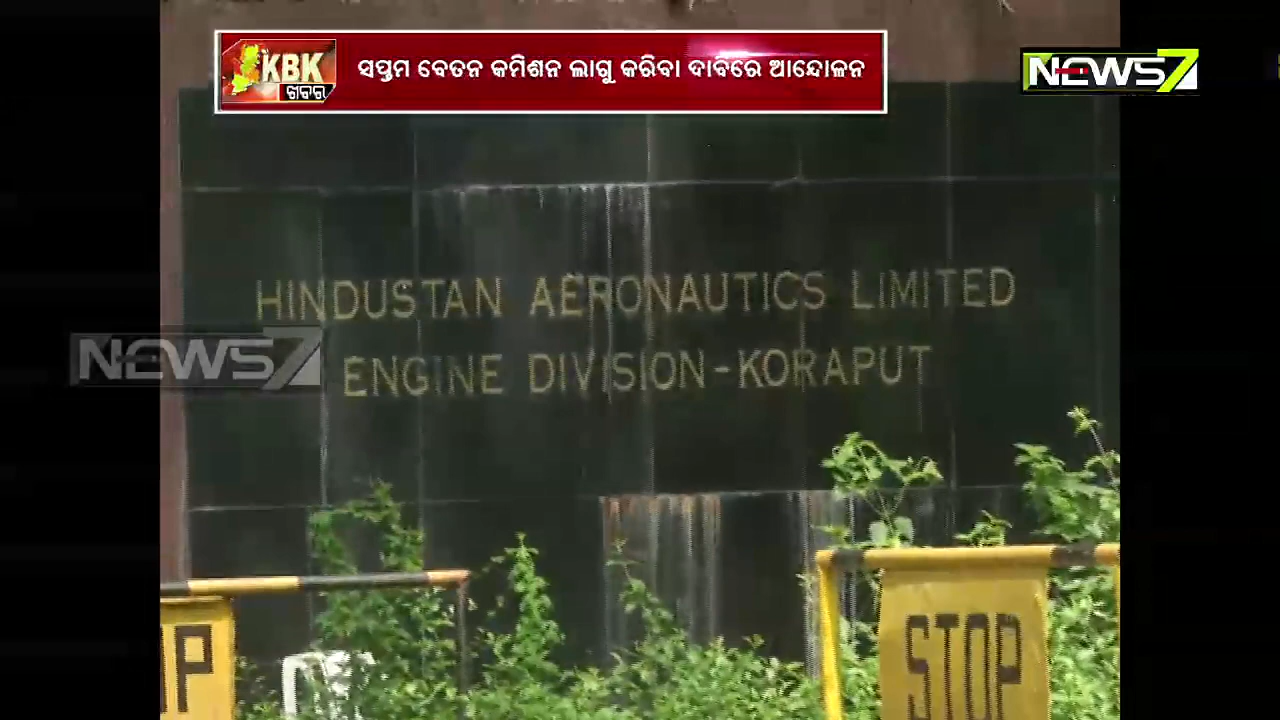 KBK
ଖବର
ସପ୍ତମ ବେତନ କମିଶନ ଲାଗୁ କରିବା ଦାବିରେ ଆନ୍ଦୋଳନ
NEWS7
HINDUSTAN AERONAUTICS LIMITED
NEWS7
ENGINE DIVISION-KORAPUT
STOP